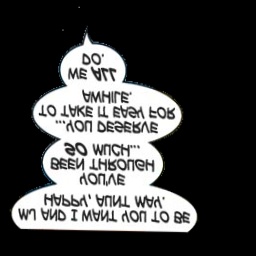 MJ AND I WANT YOU TO BE
HAPPY, AUNT MAY.
YOU'VE
BEEN THROUGH
SO MUCH...
...YOU DESERVE
TO TAKE IT EASY FOR
AWHILE.
WE ALL
DO.